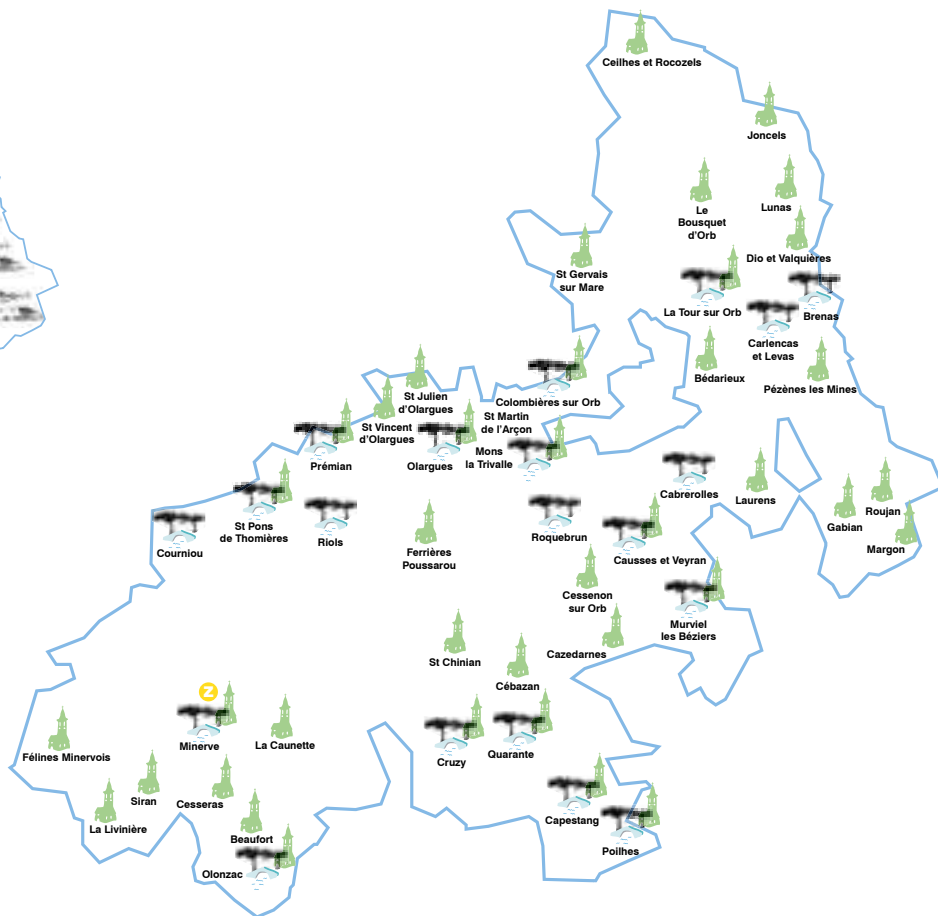 Ceilhes et Rocozels
Joncels
Le
Bousquet
d'Orb
Lunas
Dio et Valquières
St Gervais
sur Mare
La Tour sur Orb
Brenas
Carlencas
et Levas
Bédarieux
Pézènes les Mines
St Julien
d'Olargues
Colombières sur Orb
St Vincent
d'Olargues
St Martin
de l'Arçon
Prémian
Olargues
Mons
la Trivalle
Cabrerolles
Laurens
Roujan
Gabian
Margon
St Pons
de Thomières
Courniou
Riols
Ferrières
Poussarou
Roquebrun
Causses et Veyran
Cessenon
sur Orb
Murviel
les Béziers
St Chinian
Cazedarnes
Cébazan
Z
Minerve
La Caunette
Félines Minervois
Cruzy
Quarante
Siran
Cesseras
La Livinière
Beaufort
Capestang
Poilhes
Olonzac